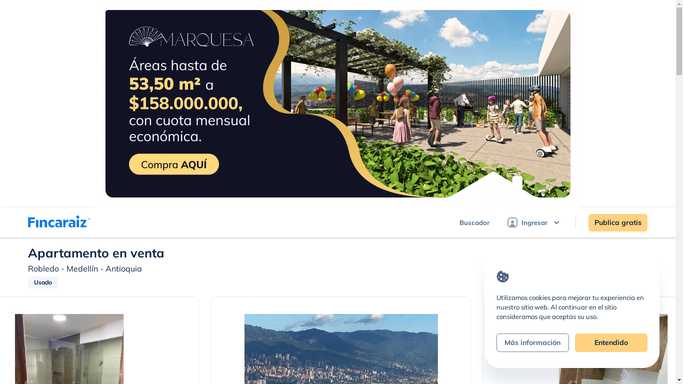 MARQUESA
Áreas hasta de
53,50 m² a
$158.000.000,
con cuota mensual
económica.
Compra AQUÍ
Fincaraiz
Buscador
Ingresar
Publica gratis
Apartamento en venta
Robledo - Medellín - Antioquia
Usado
Utilizamos cookies para mejorar tu experiencia en
nuestro sitio web. Al continuar en el sitio
consideramos que aceptas su uso.
Más información
Entendido